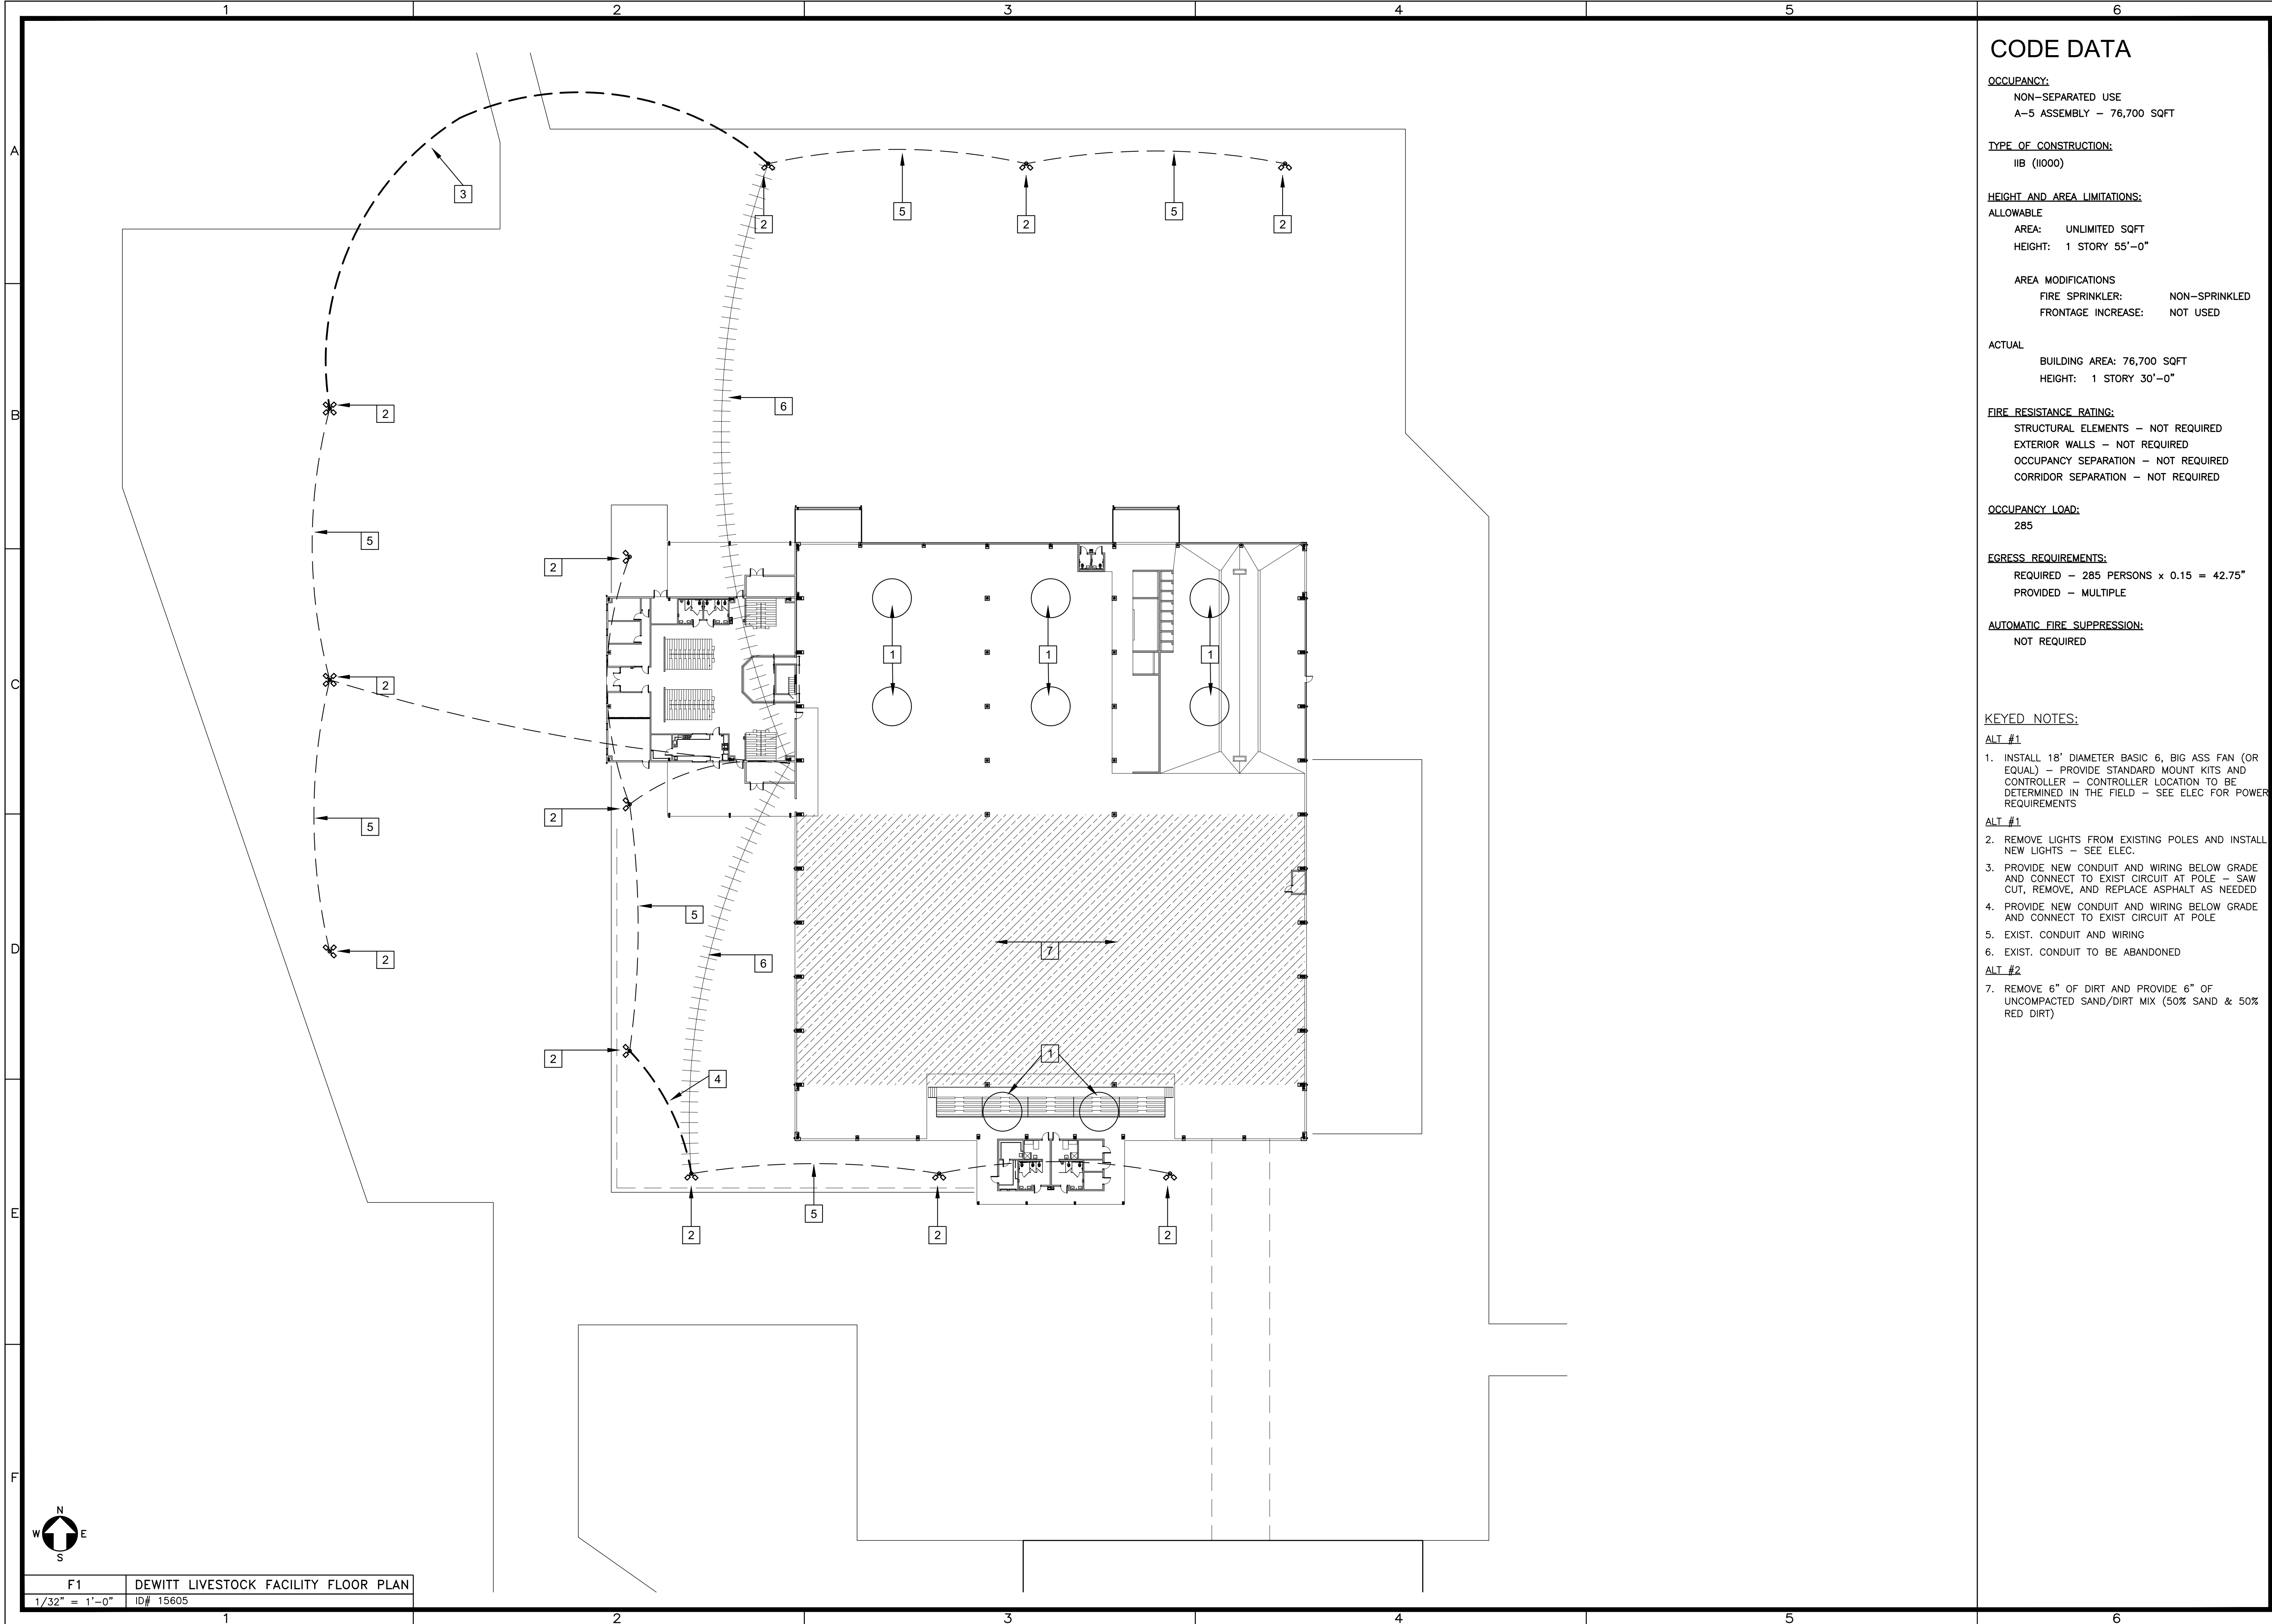 1 2 3 4 5 6
A
B
C
D
E
F
3
2
5
2
5
2
2
6
5
2
2
2
1
1
1
2
5
5
2
6
7
2
1
4
2
5
2
2
N
W E
S
F1 DEWITT LIVESTOCK FACILITY FLOOR PLAN
1/32" = 1'-0" ID# 15605
1 2 3 4 5 6
CODE DATA
OCCUPANCY:
NON-SEPARATED USE
A-5 ASSEMBLY - 76,700 SQFT
TYPE OF CONSTRUCTION:
IIB (II000)
HEIGHT AND AREA LIMITATIONS:
ALLOWABLE
AREA: UNLIMITED SQFT
HEIGHT: 1 STORY 55'-0"
AREA MODIFICATIONS
FIRE SPRINKLER: NON-SPRINKLED
FRONTAGE INCREASE: NOT USED
ACTUAL
BUILDING AREA: 76,700 SQFT
HEIGHT: 1 STORY 30'-0"
FIRE RESISTANCE RATING:
STRUCTURAL ELEMENTS - NOT REQUIRED
EXTERIOR WALLS - NOT REQUIRED
OCCUPANCY SEPARATION - NOT REQUIRED
CORRIDOR SEPARATION - NOT REQUIRED
OCCUPANCY LOAD:
285
EGRESS REQUIREMENTS:
REQUIRED - 285 PERSONS x 0.15 = 42.75"
PROVIDED - MULTIPLE
AUTOMATIC FIRE SUPPRESSION:
NOT REQUIRED
KEYED NOTES:
ALT #1
1. INSTALL 18' DIAMETER BASIC 6, BIG ASS FAN (OR
EQUAL) - PROVIDE STANDARD MOUNT KITS AND
CONTROLLER - CONTROLLER LOCATION TO BE
DETERMINED IN THE FIELD - SEE ELEC FOR POWER
REQUIREMENTS
ALT #1
2. REMOVE LIGHTS FROM EXISTING POLES AND INSTALL
NEW LIGHTS - SEE ELEC.
3. PROVIDE NEW CONDUIT AND WIRING BELOW GRADE
AND CONNECT TO EXIST CIRCUIT AT POLE - SAW
CUT, REMOVE, AND REPLACE ASPHALT AS NEEDED
4. PROVIDE NEW CONDUIT AND WIRING BELOW GRADE
AND CONNECT TO EXIST CIRCUIT AT POLE
5. EXIST. CONDUIT AND WIRING
6. EXIST. CONDUIT TO BE ABANDONED
ALT #2
7. REMOVE 6" OF DIRT AND PROVIDE 6" OF
UNCOMPACTED SAND/DIRT MIX (50% SAND & 50%
RED DIRT)